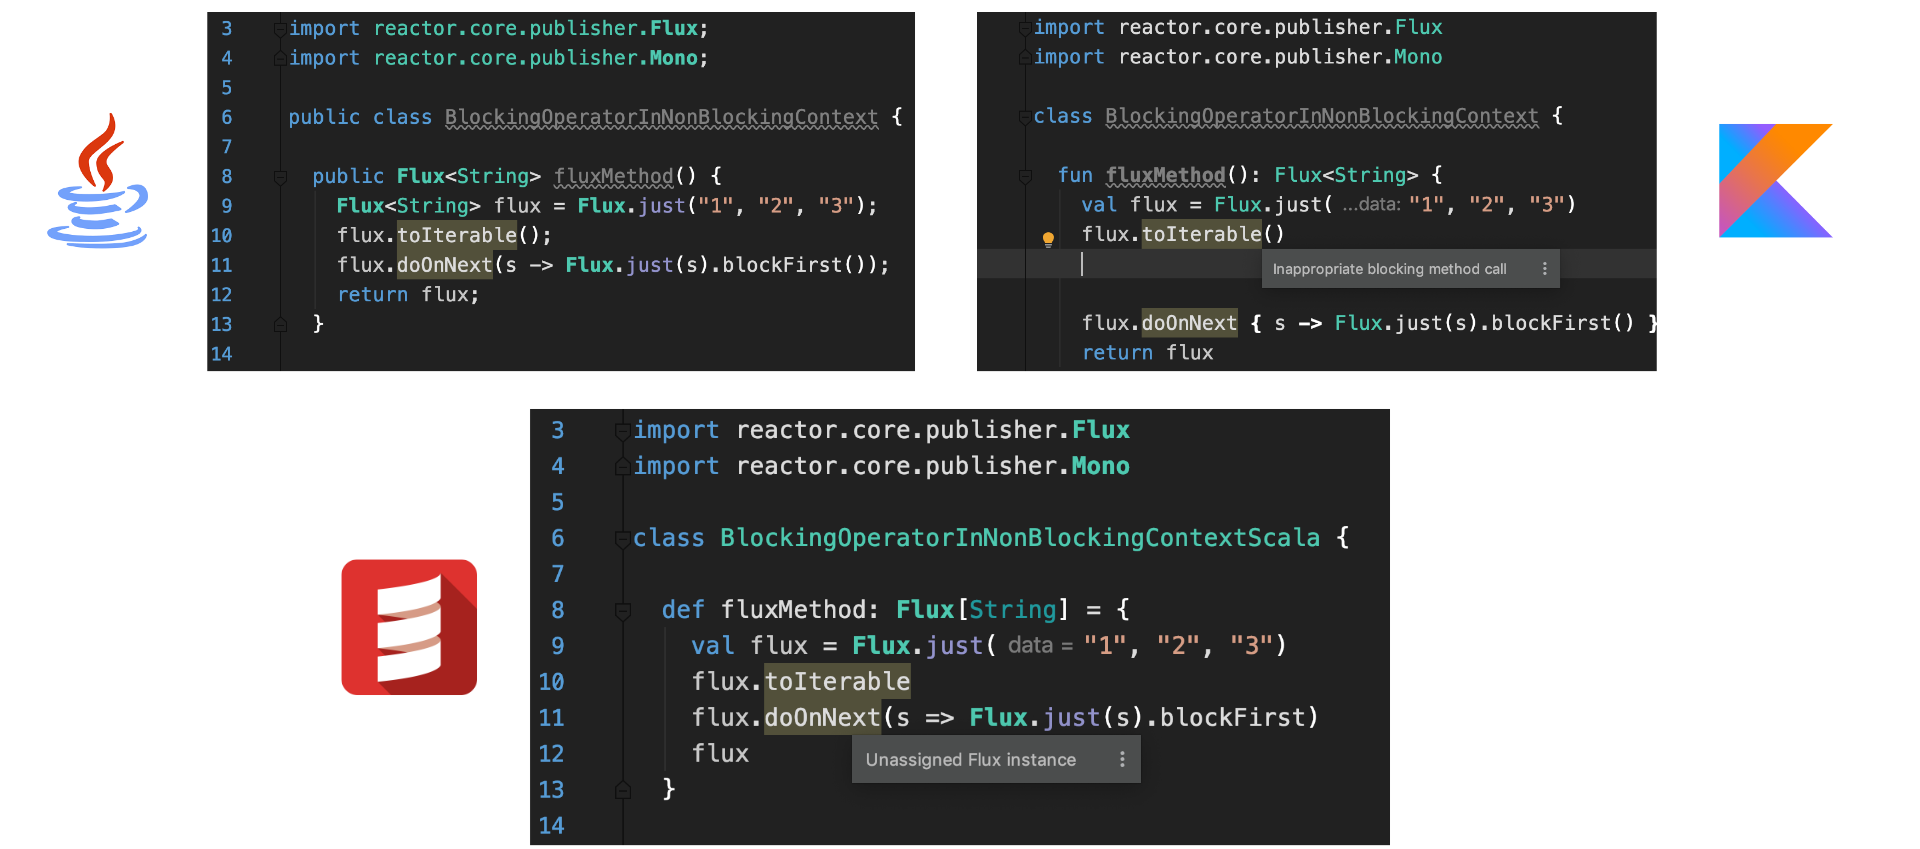 3 import reactor.core.publisher.Flux;
4 import reactor.core.publisher.Mono;
5
6 public class BlockingOperatorInNonBlockingContext {
7
8 public Flux<String> fluxMethod() {
9 Flux<String> flux = Flux.just("1", "2", "3");
10 flux.toIterable();
11 flux.doOnNext(s -> Flux.just(s).blockFirst());
12 return flux;
13 }
14
import reactor.core.publisher.Flux
import reactor.core.publisher.Mono
class BlockingOperatorInNonBlockingContext {
fun fluxMethod(): Flux<String> {
val flux = Flux.just( ...data: "1", "2", "3")
flux.toIterable()
Inappropriate blocking method call
flux.doOnNext { s -> Flux.just(s).blockFirst() }
return flux
3 import reactor.core.publisher.Flux
4 import reactor.core.publisher.Mono
5
6 class BlockingOperatorInNonBlockingContextScala {
7
8 def fluxMethod: Flux[String] = {
9 val flux = Flux.just( data = "1", "2", "3")
10 flux.toIterable
11 flux.doOnNext(s => Flux.just(s).blockFirst)
12 flux
Unassigned Flux instance
13 }
14